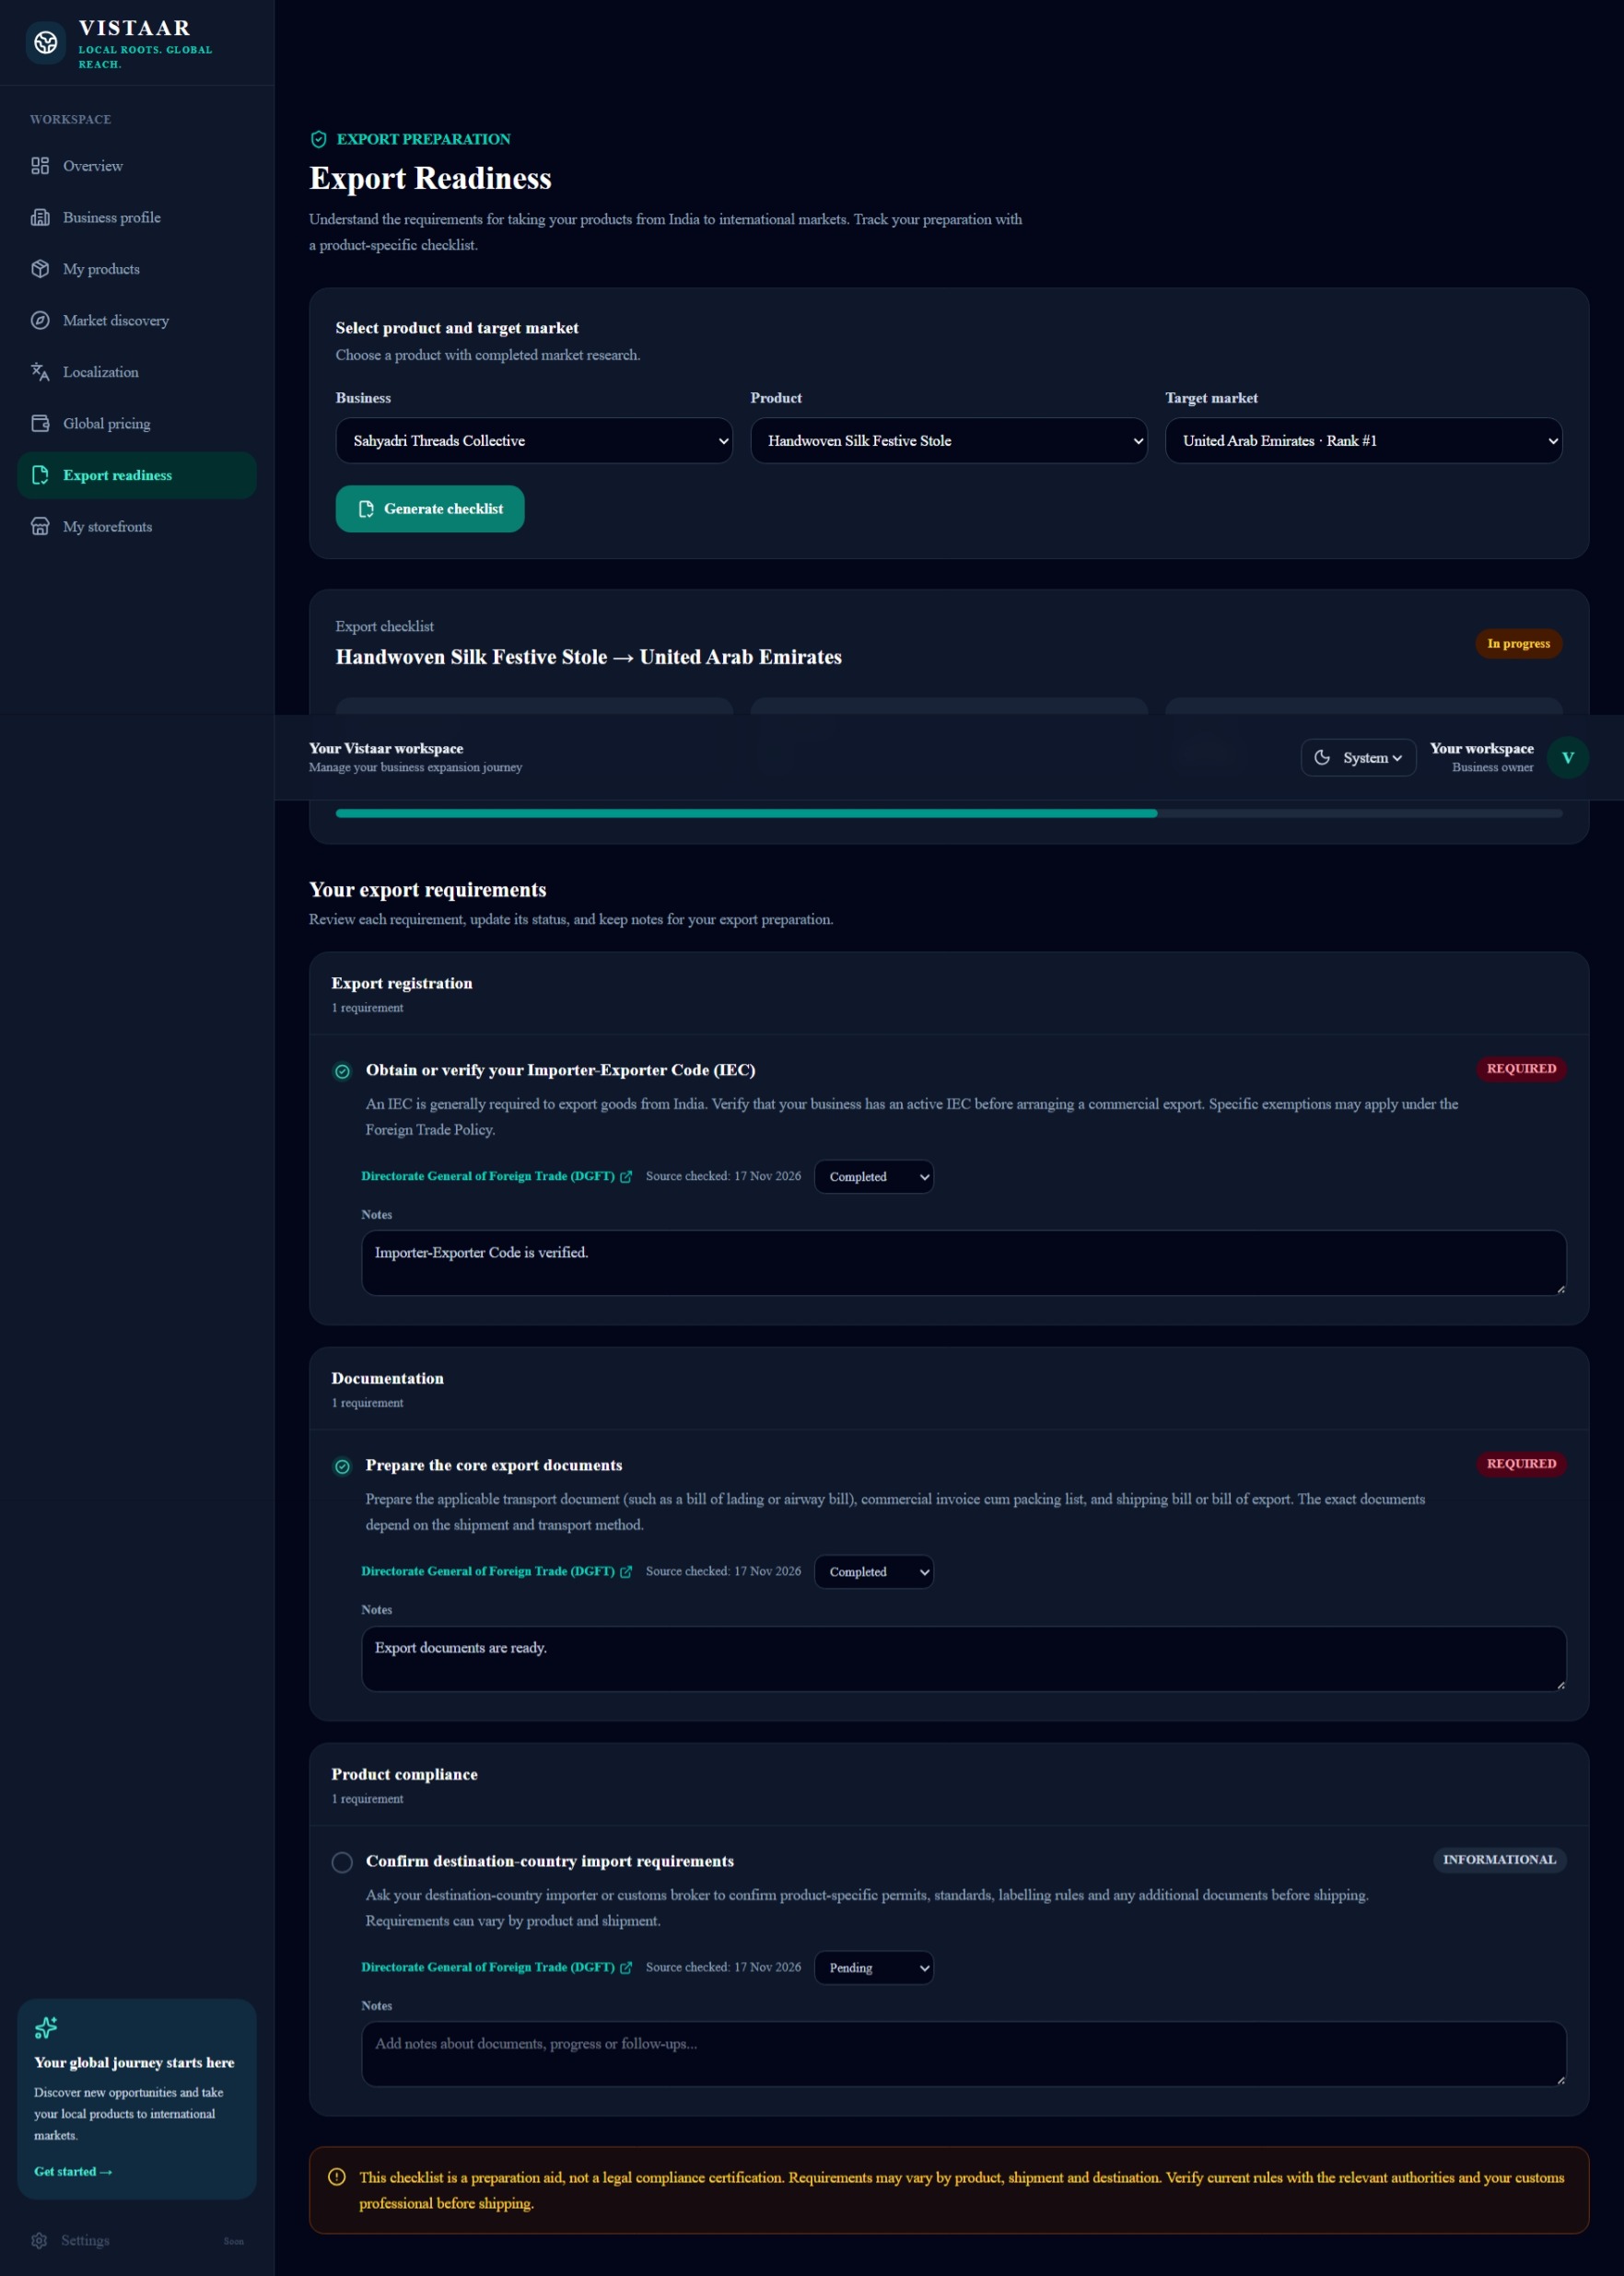 VISTAAR
LOCAL ROOTS. GLOBAL
REACH.
WORKSPACE
Overview
Business profile
My products
Market discovery
Localization
Global pricing
Export readiness
My storefronts
EXPORT PREPARATION
Export Readiness
Understand the requirements for taking your products from India to international markets. Track your preparation with
a product-specific checklist.
Select product and target market
Choose a product with completed market research.
Business
Product
Target market
Sahyadri Threads Collective
Handwoven Silk Festive Stole
United Arab Emirates · Rank #1
Generate checklist
Export checklist
Handwoven Silk Festive Stole → United Arab Emirates
In progress
Your Vistaar workspace
Manage your business expansion journey
System
Your workspace
Business owner
V
Your export requirements
Review each requirement, update its status, and keep notes for your export preparation.
Export registration
1 requirement
Obtain or verify your Importer-Exporter Code (IEC)
REQUIRED
An IEC is generally required to export goods from India. Verify that your business has an active IEC before arranging a commercial export. Specific exemptions may apply under the
Foreign Trade Policy.
Directorate General of Foreign Trade (DGFT)
Source checked: 17 Nov 2026
Completed
Notes
Importer-Exporter Code is verified.
Documentation
1 requirement
Prepare the core export documents
REQUIRED
Prepare the applicable transport document (such as a bill of lading or airway bill), commercial invoice cum packing list, and shipping bill or bill of export. The exact documents
depend on the shipment and transport method.
Directorate General of Foreign Trade (DGFT)
Source checked: 17 Nov 2026
Completed
Notes
Export documents are ready.
Product compliance
1 requirement
Confirm destination-country import requirements
INFORMATIONAL
Ask your destination-country importer or customs broker to confirm product-specific permits, standards, labelling rules and any additional documents before shipping.
Requirements can vary by product and shipment.
Directorate General of Foreign Trade (DGFT)
Source checked: 17 Nov 2026
Pending
Notes
Add notes about documents, progress or follow-ups...
This checklist is a preparation aid, not a legal compliance certification. Requirements may vary by product, shipment and destination. Verify current rules with the relevant authorities and your customs
professional before shipping.
Your global journey starts here
Discover new opportunities and take
your local products to international
markets.
Get started →
Settings
Soon